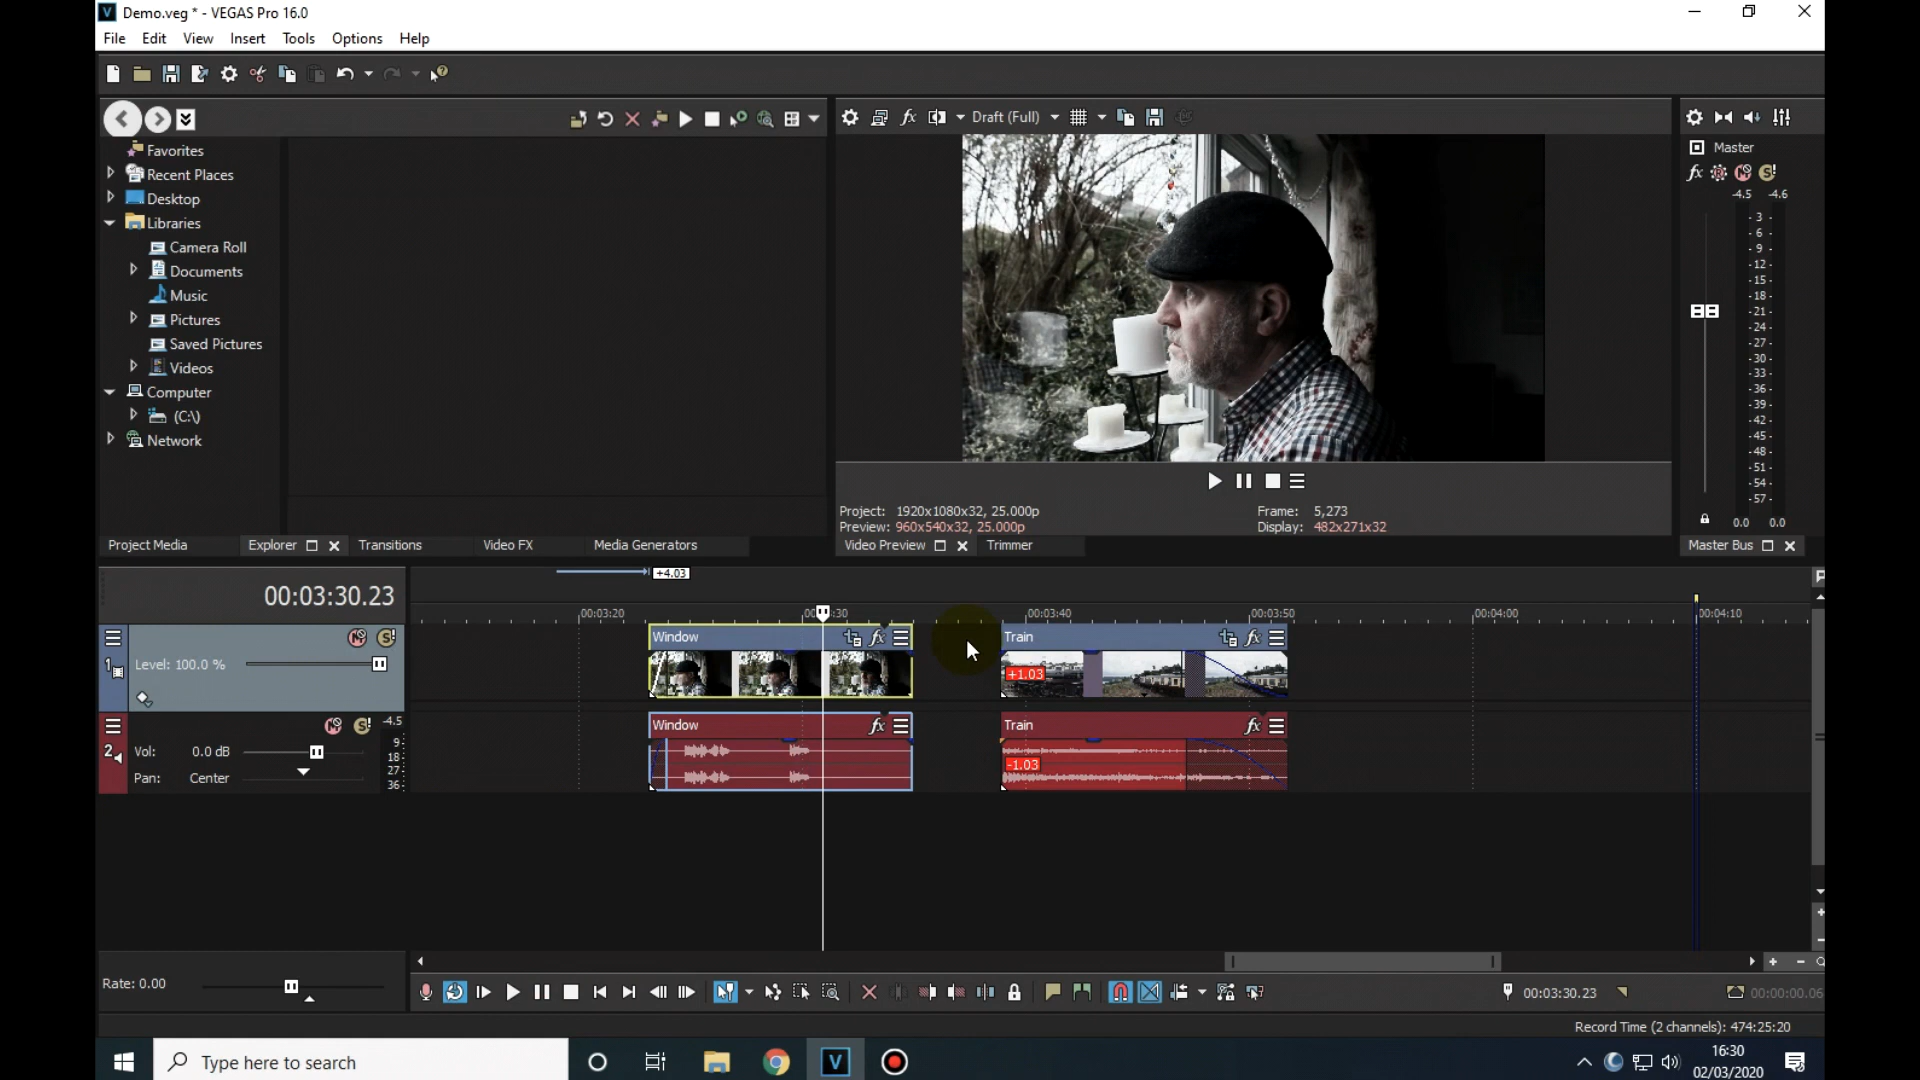 Demo.veg * - VEGAS Pro 16.0
File Edit View Insert Tools Options Help
Draft (Full)
Favorites
Recent Places
Desktop
Libraries
Camera Roll
Documents
Music
Pictures
Saved Pictures
Videos
Computer
(C:\)
Network
Project: 1920x1080x32, 25.000p
Preview: 960x540x32, 25.000p
Frame: 5,273
Display: 482x271x32
Master
-4.5 -4.6
- 3 -
- 6 -
- 9 -
-12-
-15-
-18-
-21-
-24-
-27-
-30-
-33-
-36-
-39-
-42-
-45-
-48-
-51-
-54-
-57-
0.0 0.0
Project Media Explorer Transitions Video FX Media Generators
Video Preview Trimmer
Master Bus
+4.03
00:03:30.23
00:03:20 :30 00:03:40 00:03:50 00:04:00 00:04:10
1
Level: 100.0 %
Window fx
Train fx
+1.03
2
-4.5
9
18
27
36
Vol: 0.0 dB
Pan: Center
Window fx
Train fx
-1.03
Rate: 0.00
00:03:30.23
00:00:00.06
Record Time (2 channels): 474:25:20
Type here to search
V
16:30
02/03/2020